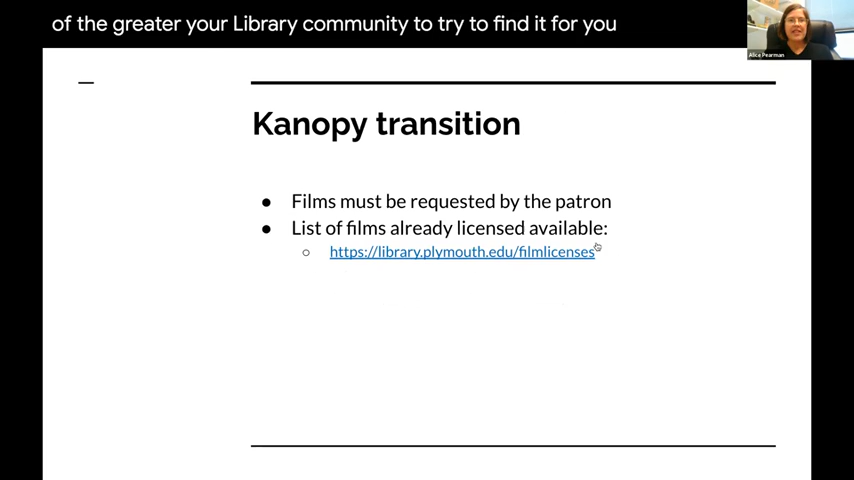 of the greater your Library community to try to find it for you
Alice Pearman
Kanopy transition
● Films must be requested by the patron
● List of films already licensed available:
○ https://library.plymouth.edu/filmlicenses